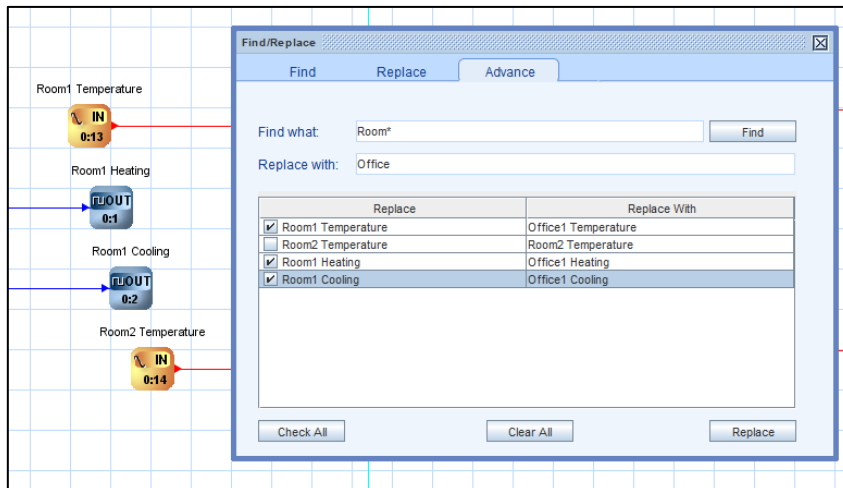 Room1 Temperature
IN
0:13
Room1 Heating
OUT
0:1
Room1 Cooling
OUT
0:2
Room2 Temperature
IN
0:14
Find/Replace
Find Replace Advance
Find what: Room* Find
Replace with: Office
Replace Replace With
Room1 Temperature Office1 Temperature
Room2 Temperature Room2 Temperature
Room1 Heating Office1 Heating
Room1 Cooling Office1 Cooling
Check All Clear All Replace